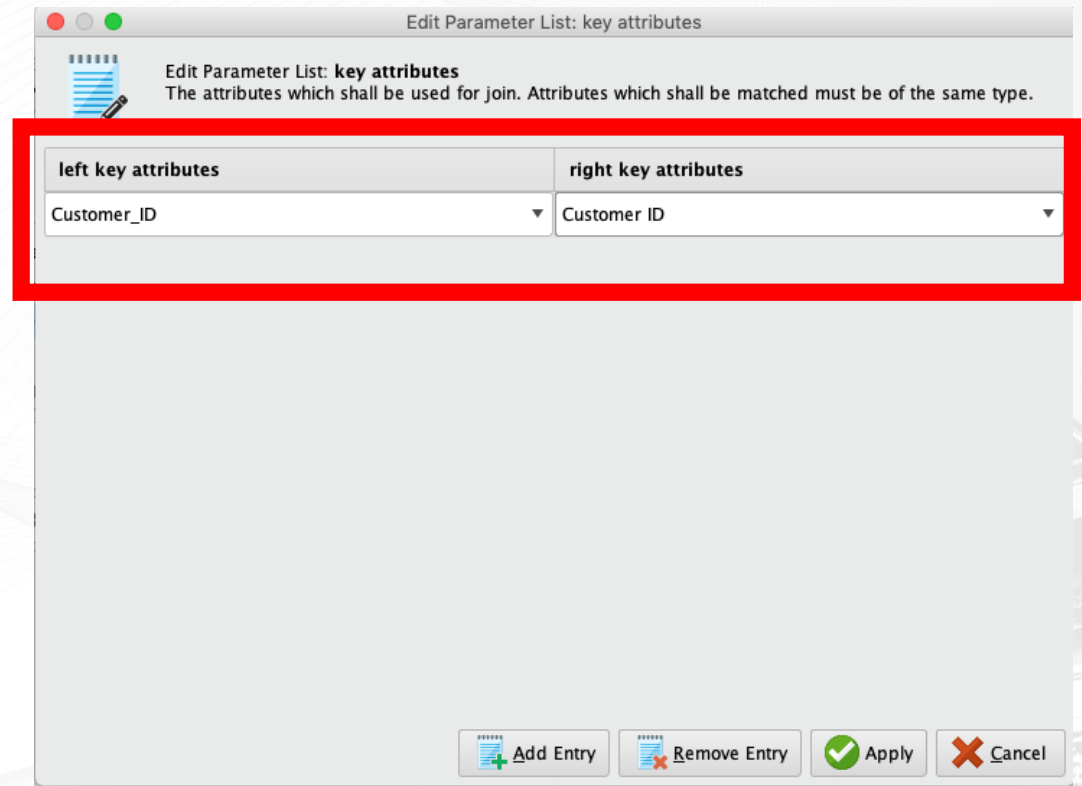 Edit Parameter List: key attributes
Edit Parameter List: key attributes
The attributes which shall be used for join. Attributes which shall be matched must be of the same type.
left key attributes right key attributes
Customer_ID Customer ID
Add Entry Remove Entry Apply Cancel